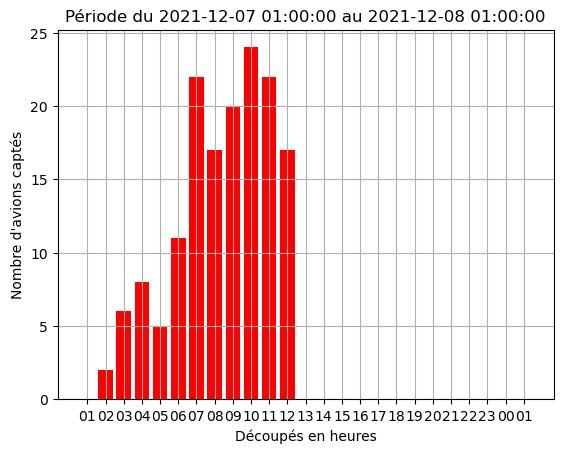 Période du 2021-12-07 01:00:00 au 2021-12-08 01:00:00
25
20
15
10
5
0
Nombre d'avions captés
01 02 03 04 05 06 07 08 09 10 11 12 13 14 15 16 17 18 19 20 21 22 23 00 01
Découpés en heures